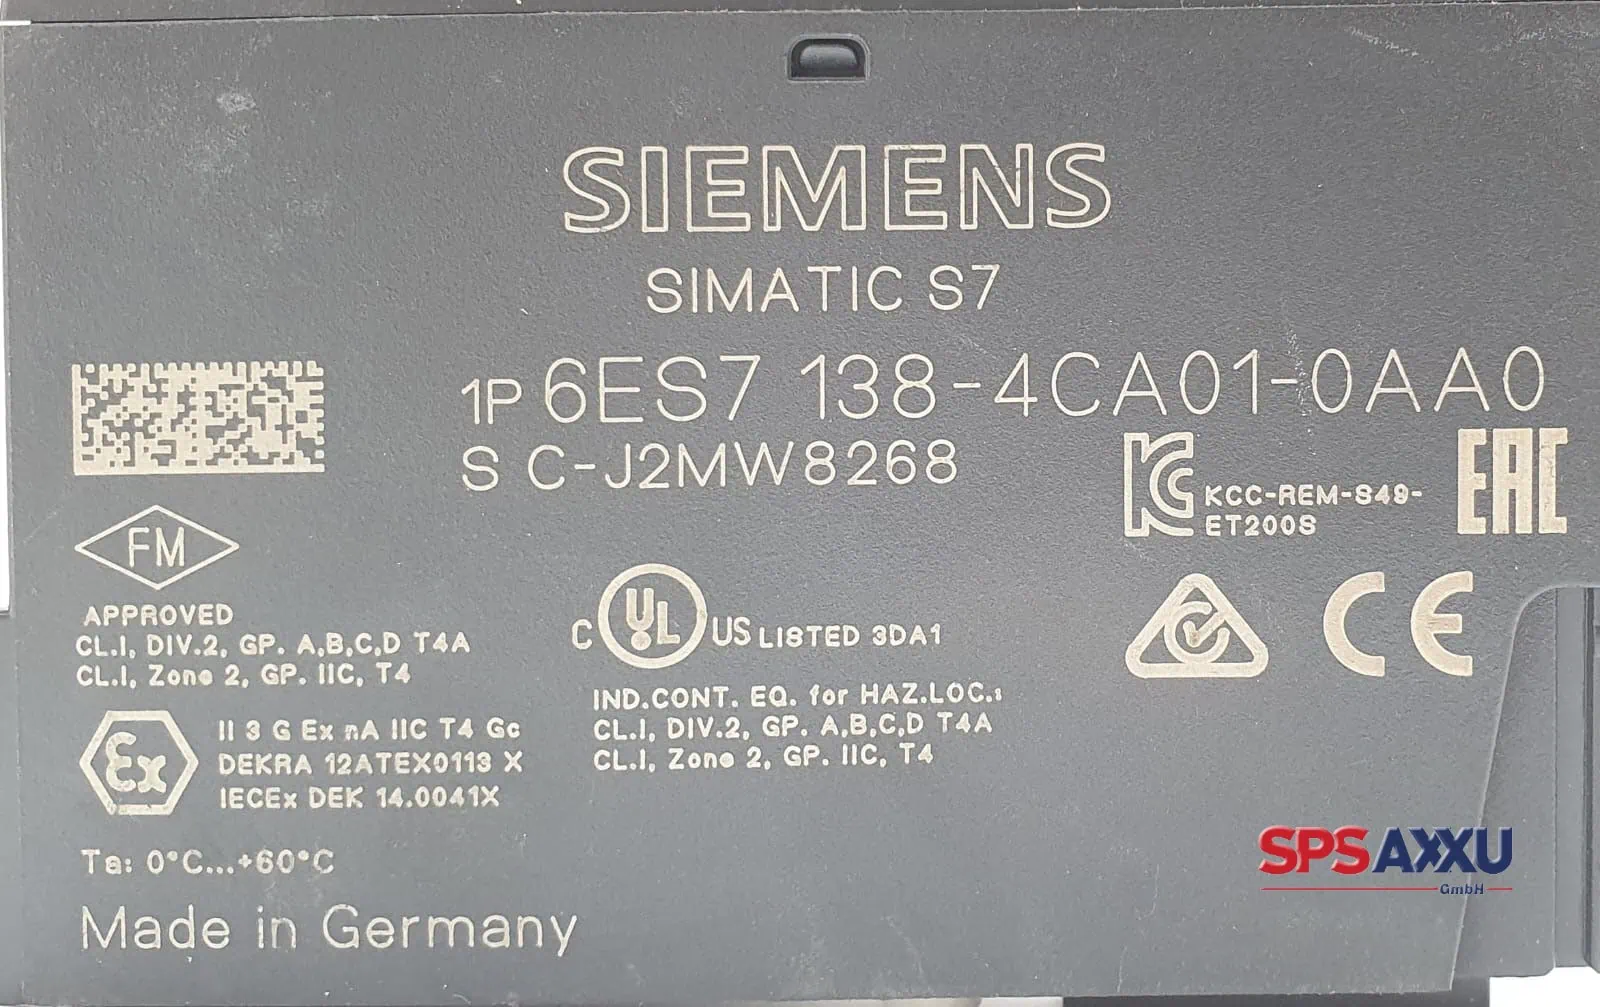 SIEMENS
SIMATIC S7
1P 6ES7 138-4CA01-0AA0
S C-J2MW8268
KCC-REM-S49-
ET200S
EAC
FM
APPROVED
CL.I, DIV.2, GP. A,B,C,D T4A
CL.I, Zone 2, GP. IIC, T4
C UL US LISTED 3DA1
IND.CONT. EQ. for HAZ.LOC.:
CL.I, DIV.2, GP. A,B,C,D T4A
CL.I, Zone 2, GP. IIC, T4
CE
Ex
II 3 G Ex nA IIC T4 Gc
DEKRA 12ATEX0113 X
IECEx DEK 14.0041X
Ta: 0°C...+60°C
Made in Germany
SPSAXXU
GmbH